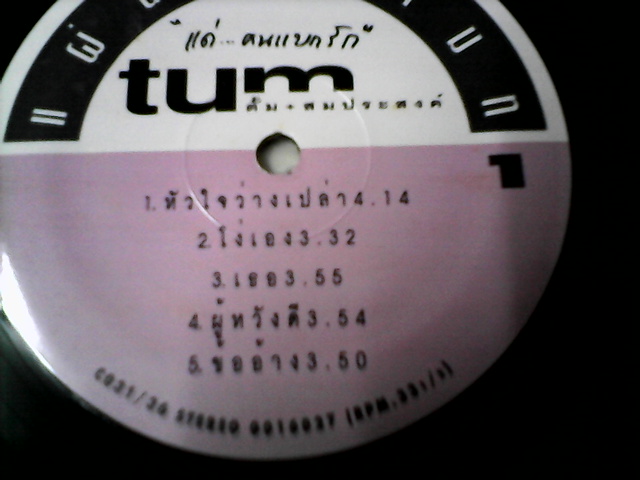 "แด่...คนแบกรัก"
tum
ตั้ม+สมประสงค์
1
1. หัวใจว่างเปล่า 4.14
2. โง่เอง 3.32
3. เธอ 3.55
4. ผู้หวังดี 3.54
5. ข้ออ้าง 3.50
STEREO